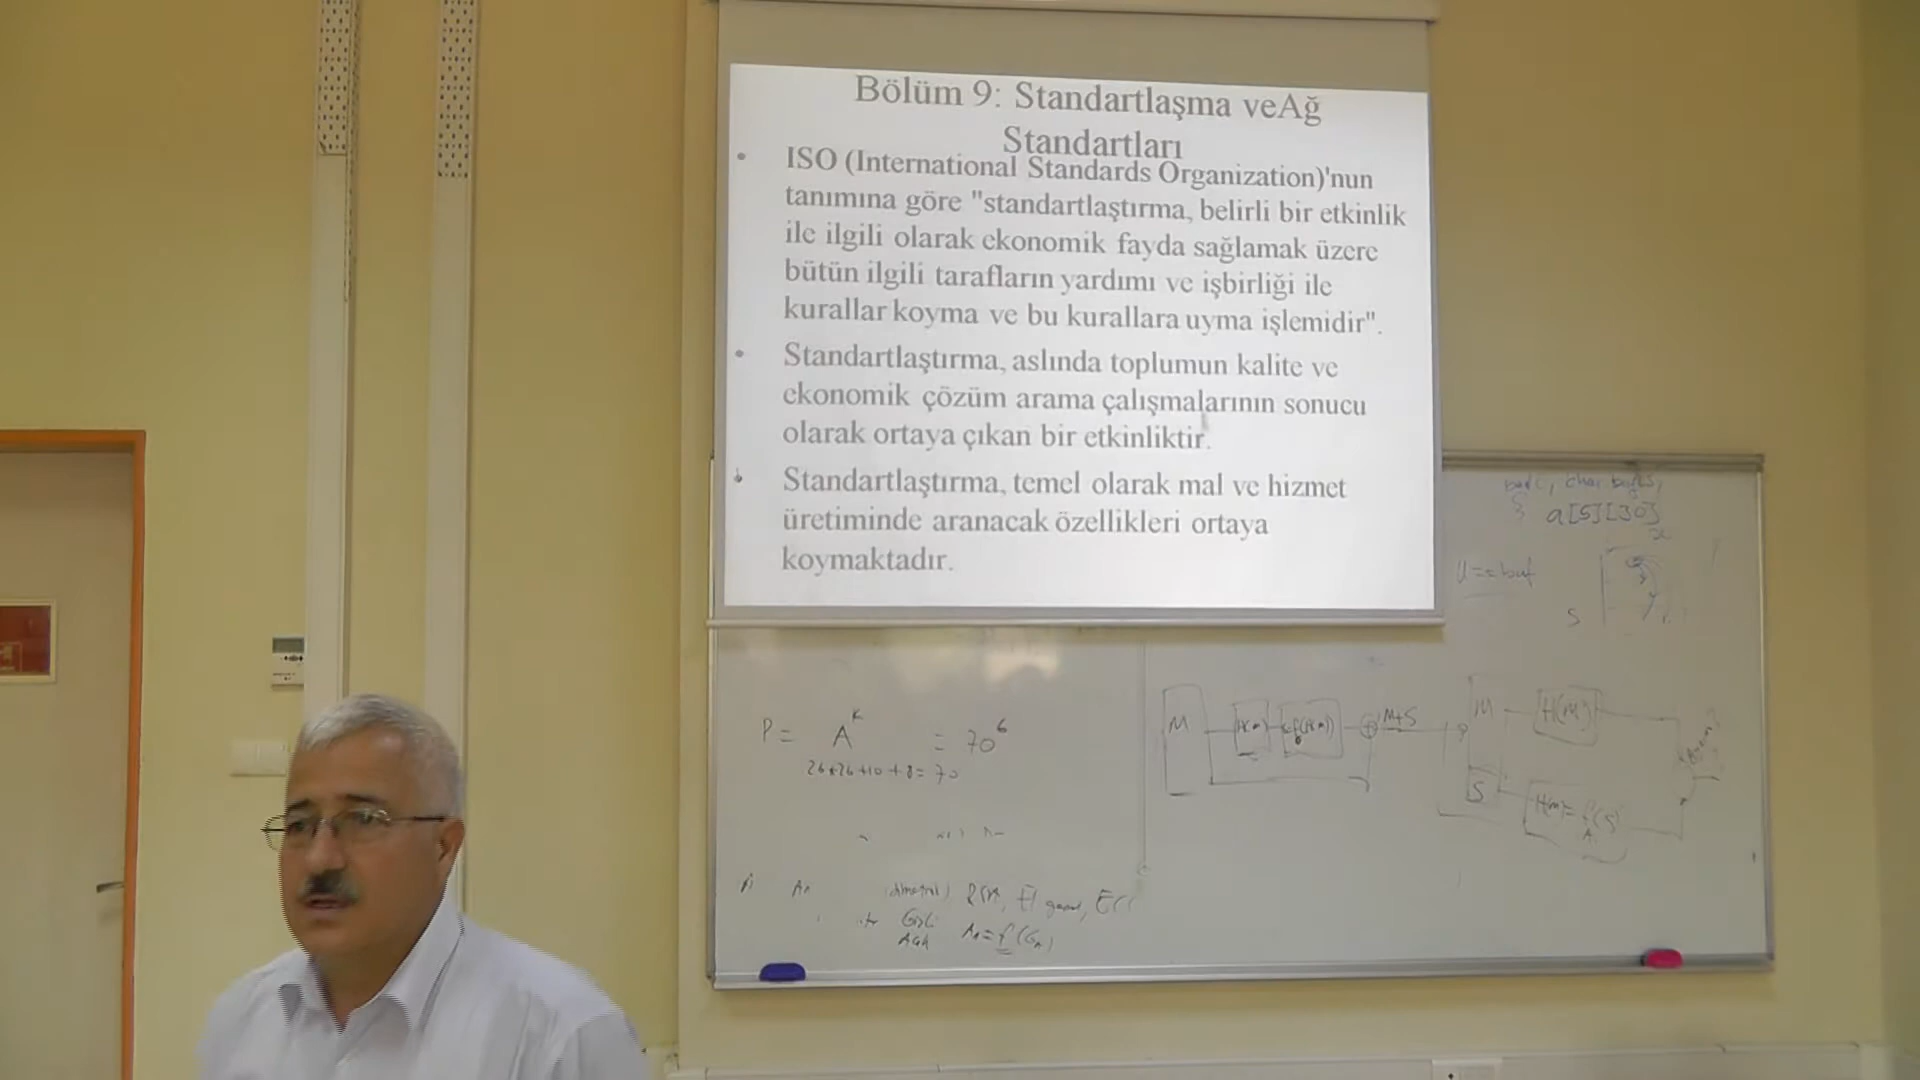 Bölüm 9: Standartlaşma veAğ
Standartları
• ISO (International Standards Organization)'nun
tanımına göre "standartlaştırma, belirli bir etkinlik
ile ilgili olarak ekonomik fayda sağlamak üzere
bütün ilgili tarafların yardımı ve işbirliği ile
kurallar koyma ve bu kurallara uyma işlemidir".
• Standartlaştırma, aslında toplumun kalite ve
ekonomik çözüm arama çalışmalarının sonucu
olarak ortaya çıkan bir etkinliktir.
• Standartlaştırma, temel olarak mal ve hizmet
üretiminde aranacak özellikleri ortaya
koymaktadır.
a[5][30]
x
S
P = A^K = 70^6
26+26+10+8=70
M H(m) M+S
M H(m)
S H(m)= f(S)
An
An=f(Gn)